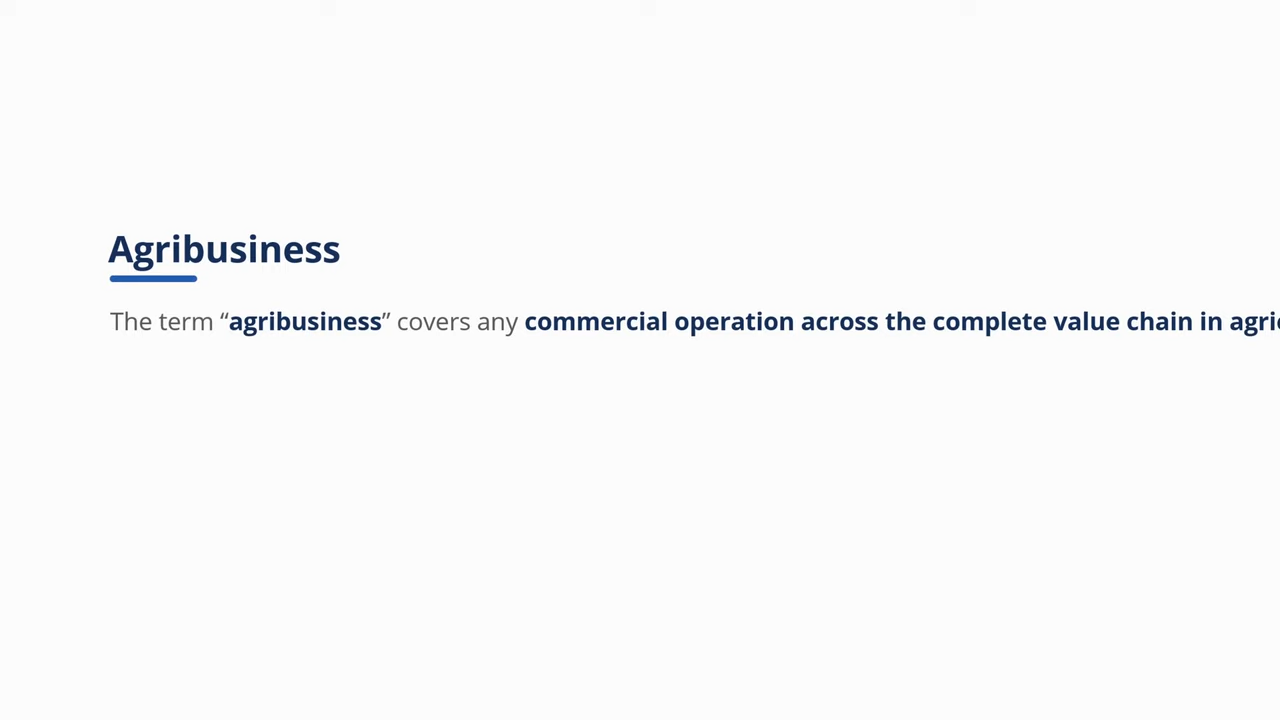 Agribusiness
The term “agribusiness” covers any commercial operation across the complete value chain in